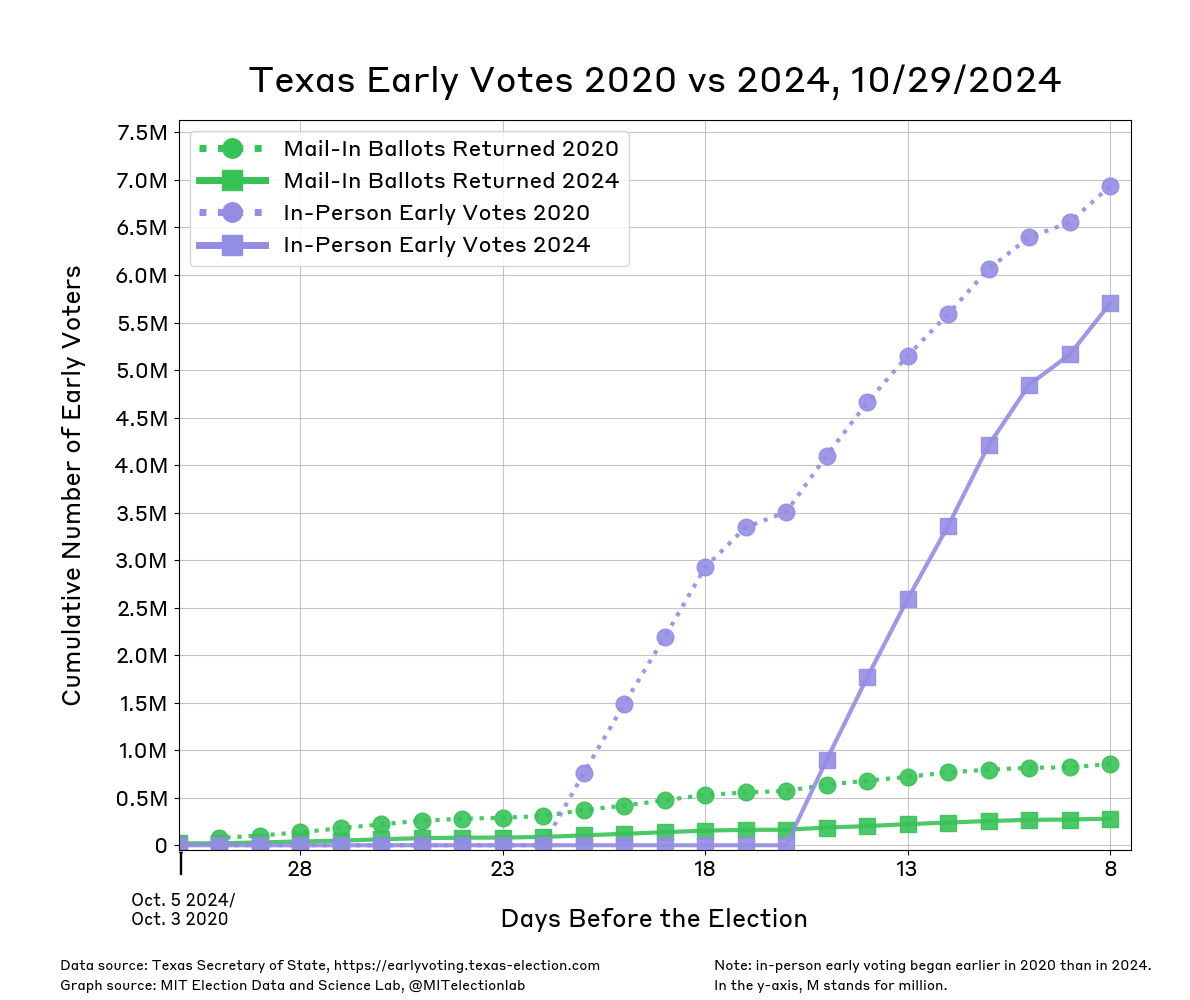 Texas Early Votes 2020 vs 2024, 10/29/2024
7.5M
7.0M
6.5M
6.0M
5.5M
5.0M
4.5M
4.0M
3.5M
3.0M
2.5M
2.0M
1.5M
1.0M
0.5M
0
Cumulative Number of Early Voters
Mail-In Ballots Returned 2020
Mail-In Ballots Returned 2024
In-Person Early Votes 2020
In-Person Early Votes 2024
28 23 18 13 8
Oct. 5 2024/
Oct. 3 2020
Days Before the Election
Data source: Texas Secretary of State, https://earlyvoting.texas-election.com
Graph source: MIT Election Data and Science Lab, @MITelectionlab
Note: in-person early voting began earlier in 2020 than in 2024.
In the y-axis, M stands for million.